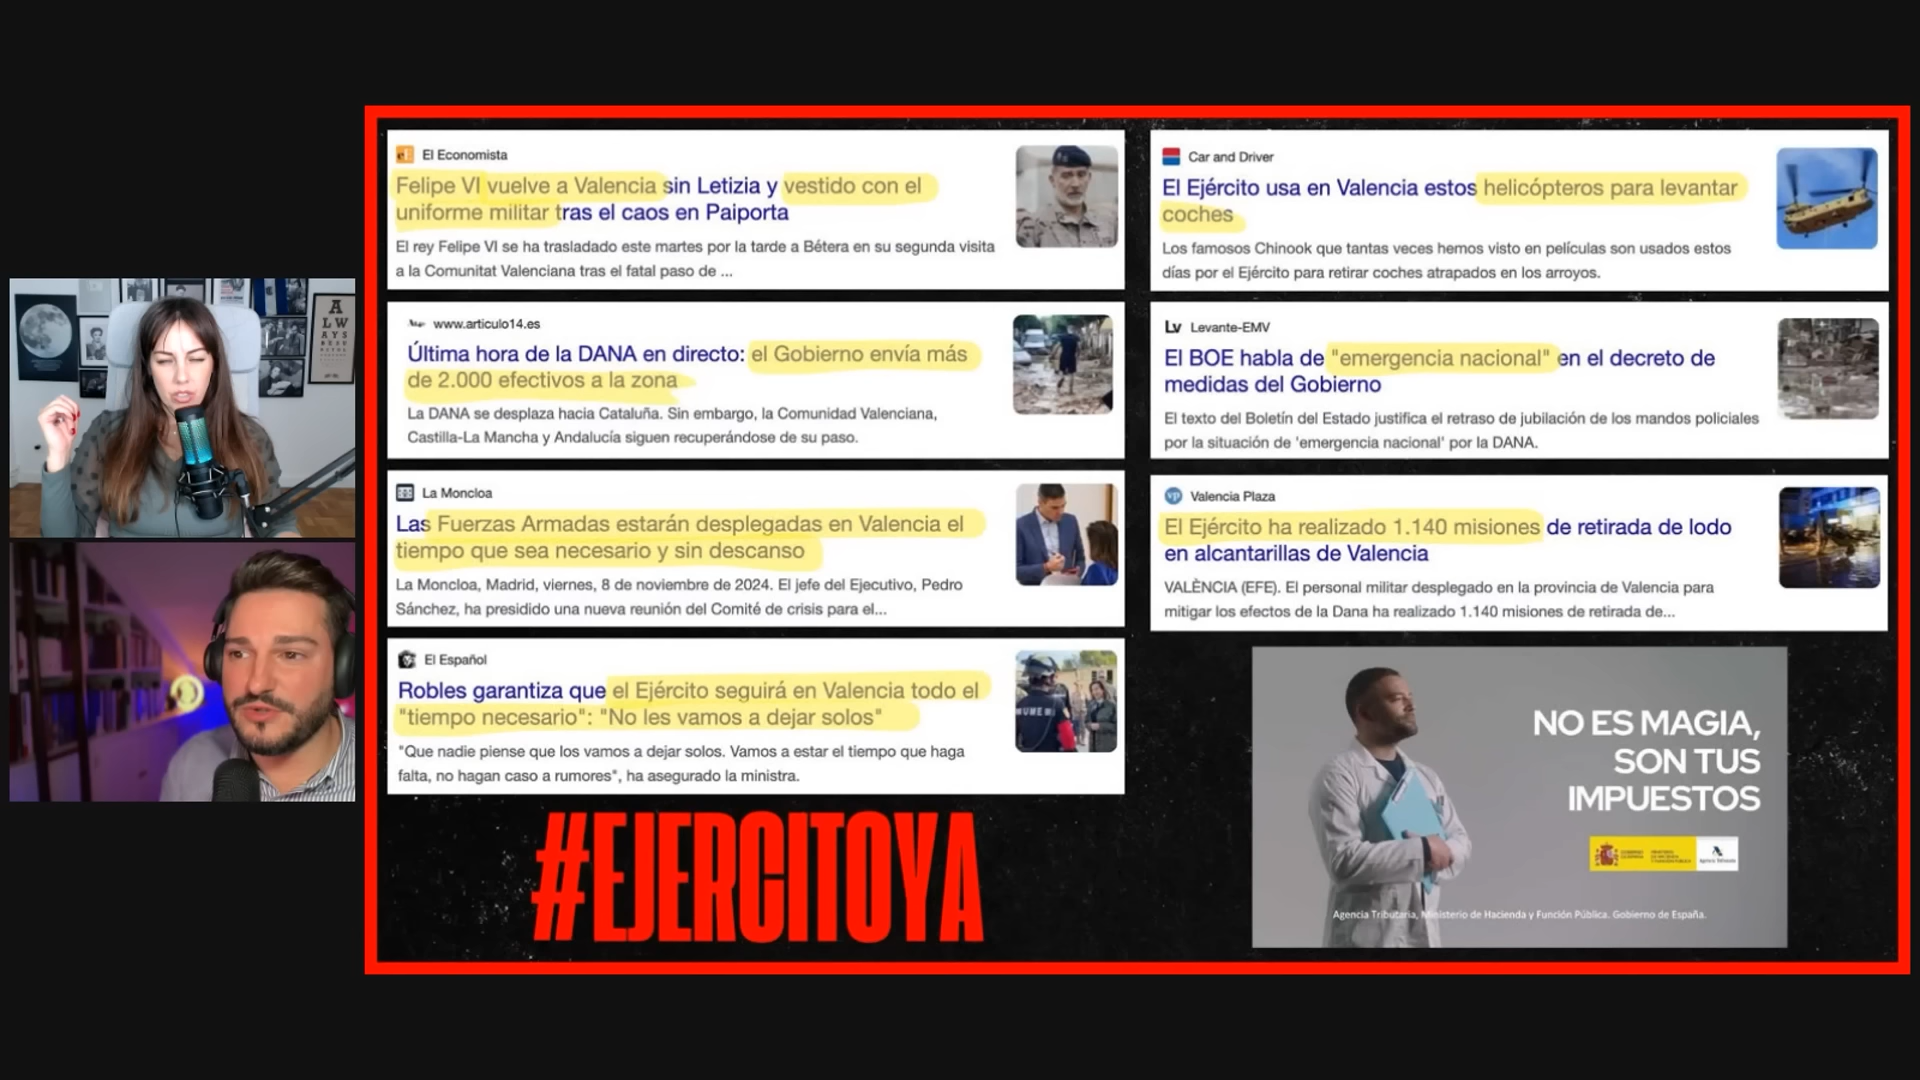 A
L W
A Y S
El Economista
Felipe VI vuelve a Valencia sin Letizia y vestido con el
uniforme militar tras el caos en Paiporta
El rey Felipe VI se ha trasladado este martes por la tarde a Bétera en su segunda visita
a la Comunitat Valenciana tras el fatal paso de ...
www.articulo14.es
Última hora de la DANA en directo: el Gobierno envía más
de 2.000 efectivos a la zona
La DANA se desplaza hacia Cataluña. Sin embargo, la Comunidad Valenciana,
Castilla-La Mancha y Andalucía siguen recuperándose de su paso.
La Moncloa
Las Fuerzas Armadas estarán desplegadas en Valencia el
tiempo que sea necesario y sin descanso
La Moncloa, Madrid, viernes, 8 de noviembre de 2024. El jefe del Ejecutivo, Pedro
Sánchez, ha presidido una nueva reunión del Comité de crisis para el...
El Español
Robles garantiza que el Ejército seguirá en Valencia todo el
"tiempo necesario": "No les vamos a dejar solos"
"Que nadie piense que los vamos a dejar solos. Vamos a estar el tiempo que haga
falta, no hagan caso a rumores", ha asegurado la ministra.
UME
#EJERCITOYA
Car and Driver
El Ejército usa en Valencia estos helicópteros para levantar
coches
Los famosos Chinook que tantas veces hemos visto en películas son usados estos
días por el Ejército para retirar coches atrapados en los arroyos.
Lv Levante-EMV
El BOE habla de "emergencia nacional" en el decreto de
medidas del Gobierno
El texto del Boletín del Estado justifica el retraso de jubilación de los mandos policiales
por la situación de 'emergencia nacional' por la DANA.
vp Valencia Plaza
El Ejército ha realizado 1.140 misiones de retirada de lodo
en alcantarillas de Valencia
VALÈNCIA (EFE). El personal militar desplegado en la provincia de Valencia para
mitigar los efectos de la Dana ha realizado 1.140 misiones de retirada de...
NO ES MAGIA,
SON TUS
IMPUESTOS
Agencia Tributaria
Agencia Tributaria, Ministerio de Hacienda y Función Pública. Gobierno de España.